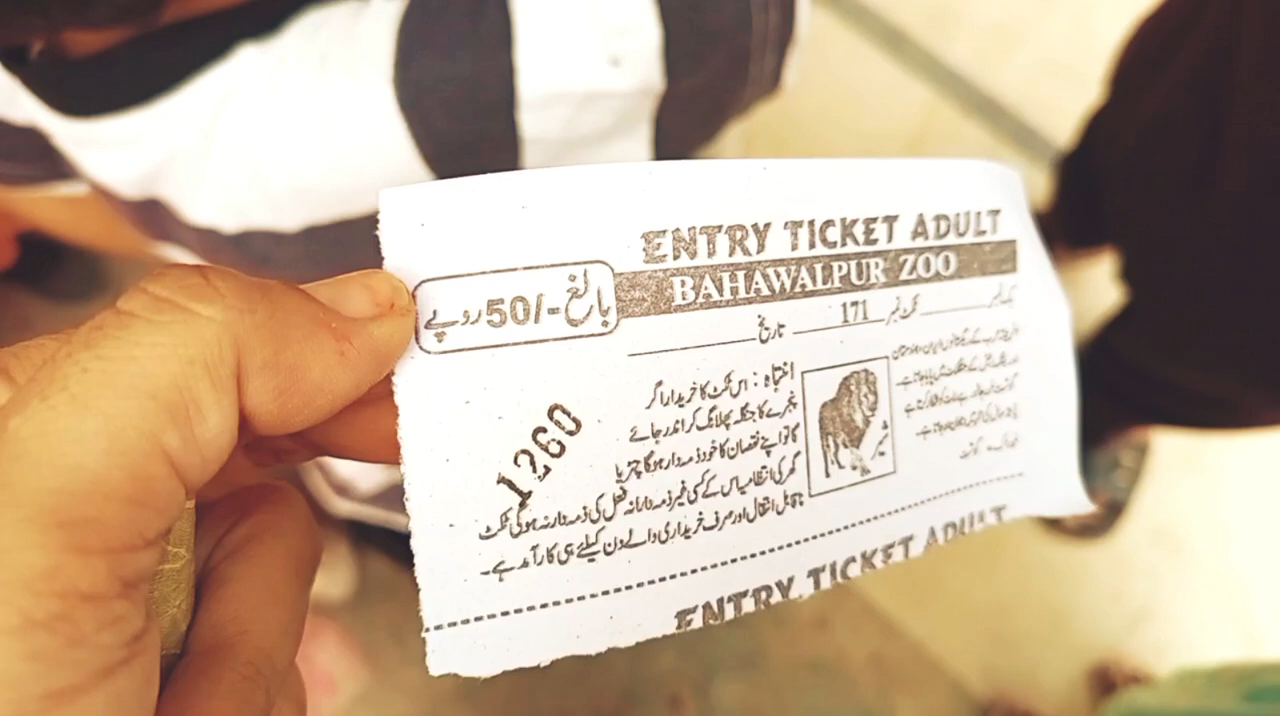 ENTRY TICKET ADULT
BAHAWALPUR ZOO
بالغ -/50 روپے
ٹکٹ نمبر 171
تاریخ
انتباہ : اس ٹکٹ کا خریدار اگر
پنجرے کا جنگلہ پھلانگ کر اندر جائے
گا تو اپنے نقصان کا خود ذمہ دار ہوگا چڑیا
گھر کی انتظامیہ اس کے کسی غیر ذمہ دارانہ فعل کی ذمہ دار نہ ہوگی ٹکٹ
ناقابل انتقال اور صرف خریداری والے دن کیلئے ہی کارآمد ہے۔
1260
شیر
ENTRY TICKET ADULT